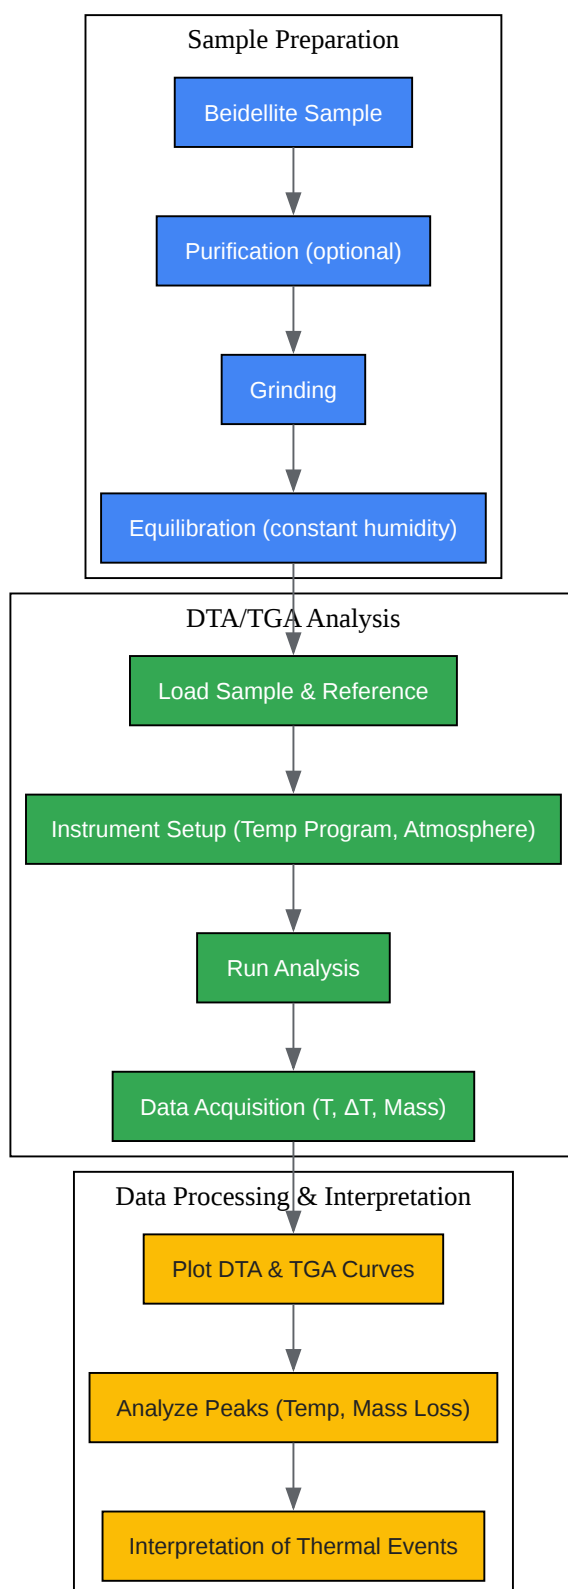 Sample Preparation
Beidellite Sample
Purification (optional)
Grinding
Equilibration (constant humidity)
DTA/TGA Analysis
Load Sample & Reference
Instrument Setup (Temp Program, Atmosphere)
Run Analysis
Data Acquisition (T, ΔT, Mass)
Data Processing & Interpretation
Plot DTA & TGA Curves
Analyze Peaks (Temp, Mass Loss)
Interpretation of Thermal Events